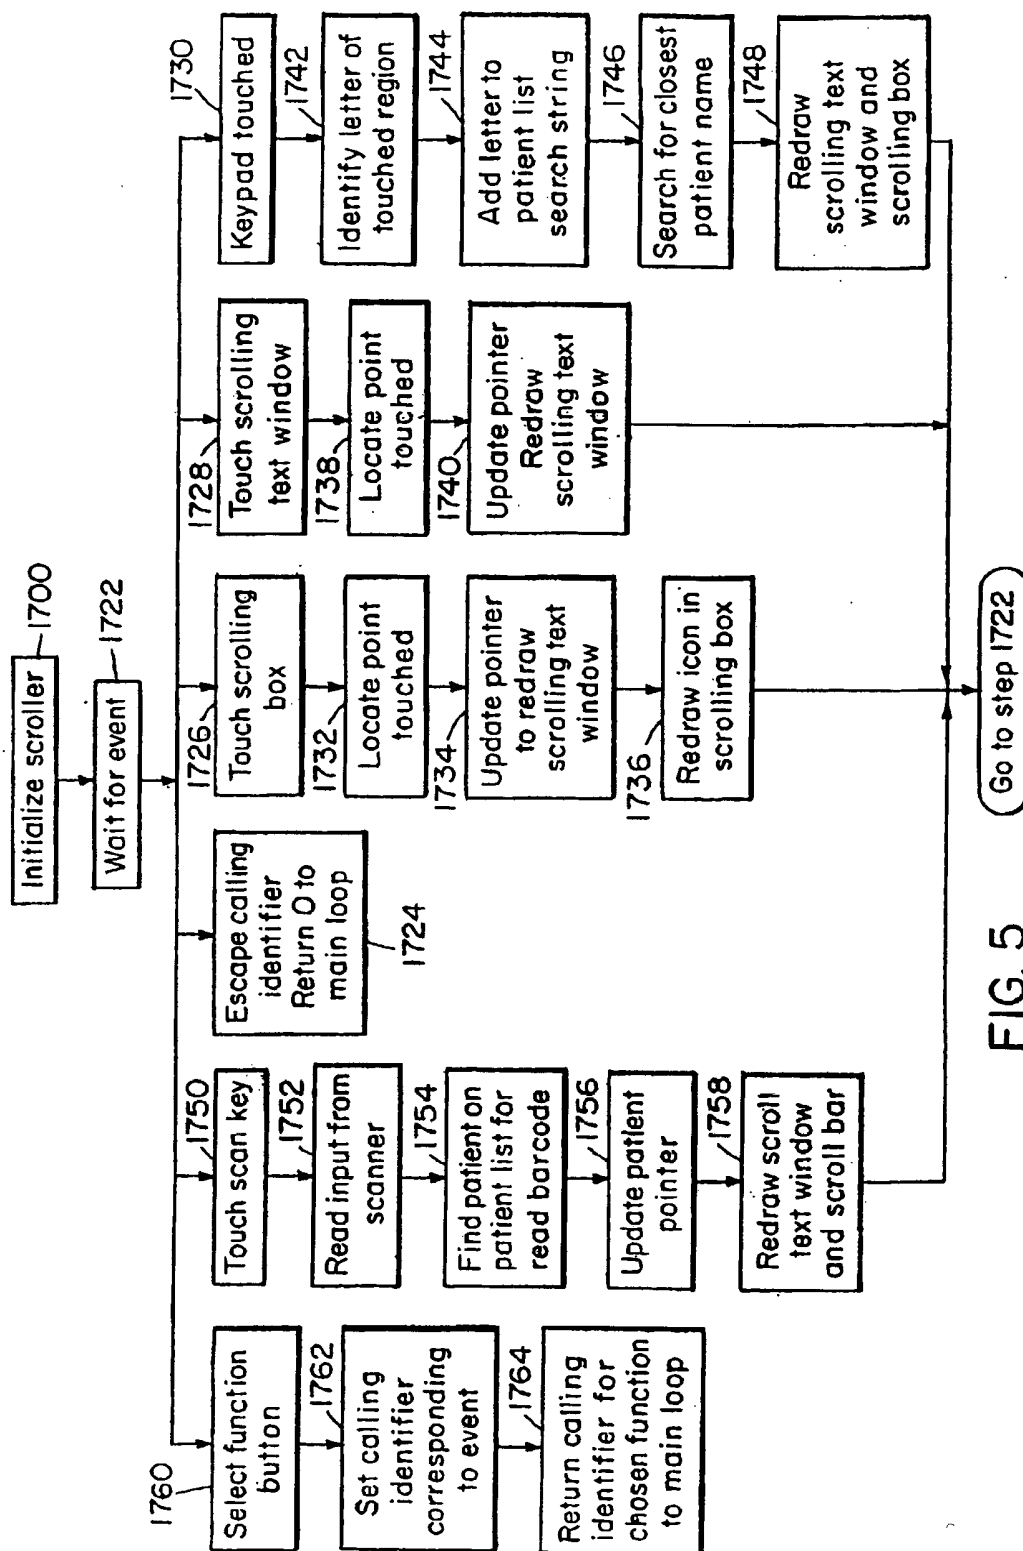 Initialize scroller
1700
Wait for event
1722
1760
Select function
button
Set calling
identifier
corresponding
to event
1762
Return calling
identifier for
chosen function
to main loop
1764
1750
Touch scan key
1752
Read input from
scanner
1754
Find patient on
patient list for
read barcode
1756
Update patient
pointer
1758
Redraw scroll
text window
and scroll bar
Escape calling
identifier
Return 0 to
main loop
1724
1726
Touch scrolling
box
1732
Locate point
touched
1734
Update pointer
to redraw
scrolling text
window
1736
Redraw icon in
scrolling box
1728
Touch scrolling
text window
1738
Locate point
touched
1740
Update pointer
Redraw
scrolling text
window
1730
Keypad touched
1742
Identify letter of
touched region
1744
Add letter to
patient list
search string
1746
Search for closest
patient name
1748
Redraw
scrolling text
window and
scrolling box
Go to step 1722
FIG. 5